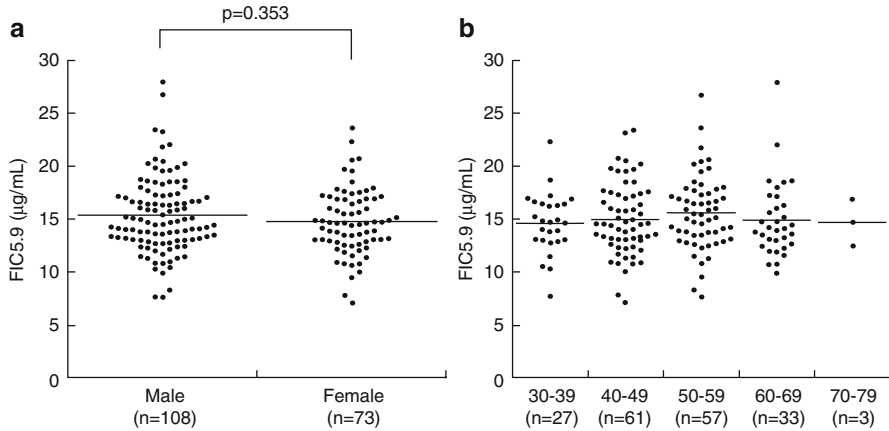 a
p=0.353
FIC5.9 (μg/mL)
30
25
20
15
10
5
0
Male
(n=108)
Female
(n=73)
b
FIC5.9 (μg/mL)
30
25
20
15
10
5
0
30-39
(n=27)
40-49
(n=61)
50-59
(n=57)
60-69
(n=33)
70-79
(n=3)